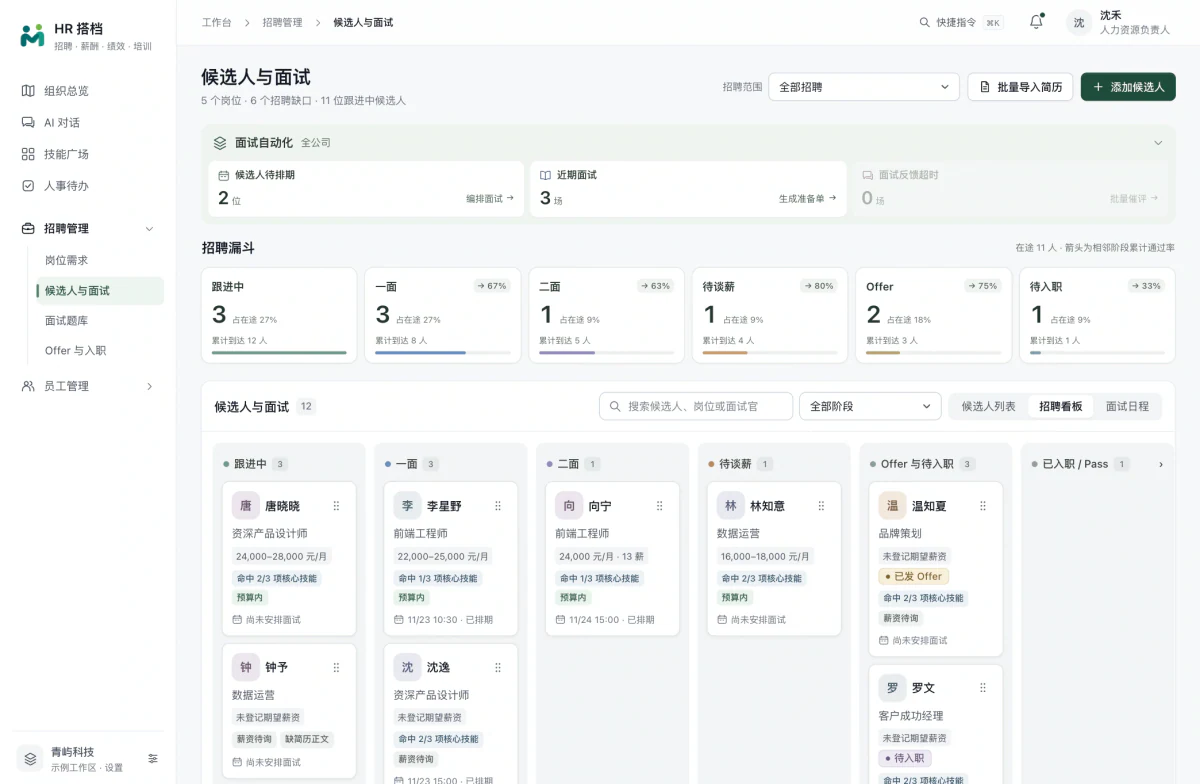 HR 搭档
招聘 · 薪酬 · 绩效 · 培训
组织总览
AI 对话
技能广场
人事待办
招聘管理
岗位需求
候选人与面试
面试题库
Offer 与入职
员工管理
青屿科技
示例工作区 · 设置
工作台 > 招聘管理 > 候选人与面试
快捷指令 ⌘K
沈
沈禾
人力资源负责人
候选人与面试
5 个岗位 · 6 个招聘缺口 · 11 位跟进中候选人
招聘范围 全部招聘
批量导入简历
+ 添加候选人
面试自动化 全公司
候选人待排期
2 位
编排面试 →
近期面试
3 场
生成准备单 →
面试反馈超时
0 场
批量催评 →
招聘漏斗
在途 11 人 · 箭头为相邻阶段累计通过率
跟进中
3 占在途 27%
累计到达 12 人
一面 → 67%
3 占在途 27%
累计到达 8 人
二面 → 63%
1 占在途 9%
累计到达 5 人
待谈薪 → 80%
1 占在途 9%
累计到达 4 人
Offer → 75%
2 占在途 18%
累计到达 3 人
待入职 → 33%
1 占在途 9%
累计到达 1 人
候选人与面试 12
搜索候选人、岗位或面试官
全部阶段
候选人列表 招聘看板 面试日程
跟进中 3
唐 唐晓晓
资深产品设计师
24,000–28,000 元/月
命中 2/3 项核心技能
预算内
尚未安排面试
钟 钟予
数据运营
未登记期望薪资
薪资待询 缺简历正文
尚未安排面试
一面 3
李 李星野
前端工程师
22,000–25,000 元/月
命中 1/3 项核心技能
预算内
11/23 10:30 · 已排期
沈 沈逸
资深产品设计师
未登记期望薪资
命中 2/3 项核心技能
薪资待询
11/23 15:00 · 已排期
二面 1
向 向宁
前端工程师
24,000 元/月 · 13 薪
命中 1/3 项核心技能
预算内
11/24 15:00 · 已排期
待谈薪 1
林 林知意
数据运营
16,000–18,000 元/月
命中 2/3 项核心技能
预算内
尚未安排面试
Offer 与待入职 3
温 温知夏
品牌策划
未登记期望薪资
已发 Offer
命中 2/3 项核心技能
薪资待询
尚未安排面试
罗 罗文
客户成功经理
未登记期望薪资
待入职
命中 2/3 项核心技能
已入职 / Pass 1